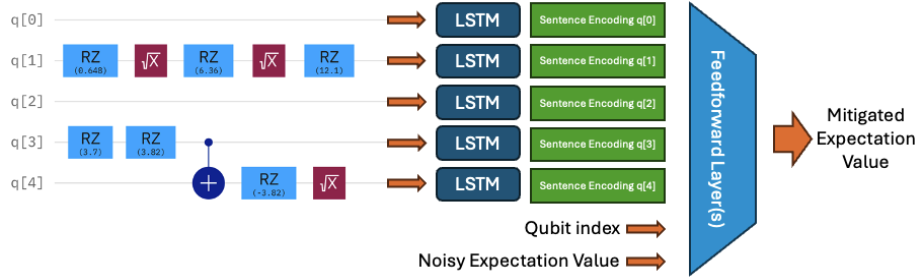 q[0] LSTM Sentence Encoding q[0]
q[1] RZ (0.648) √X RZ (6.36) √X RZ (12.1) LSTM Sentence Encoding q[1]
q[2] LSTM Sentence Encoding q[2]
q[3] RZ (3.7) RZ (3.82) LSTM Sentence Encoding q[3]
q[4] + RZ (-3.82) √X LSTM Sentence Encoding q[4]
Qubit index
Noisy Expectation Value
Feedforward Layer(s)
Mitigated
Expectation
Value